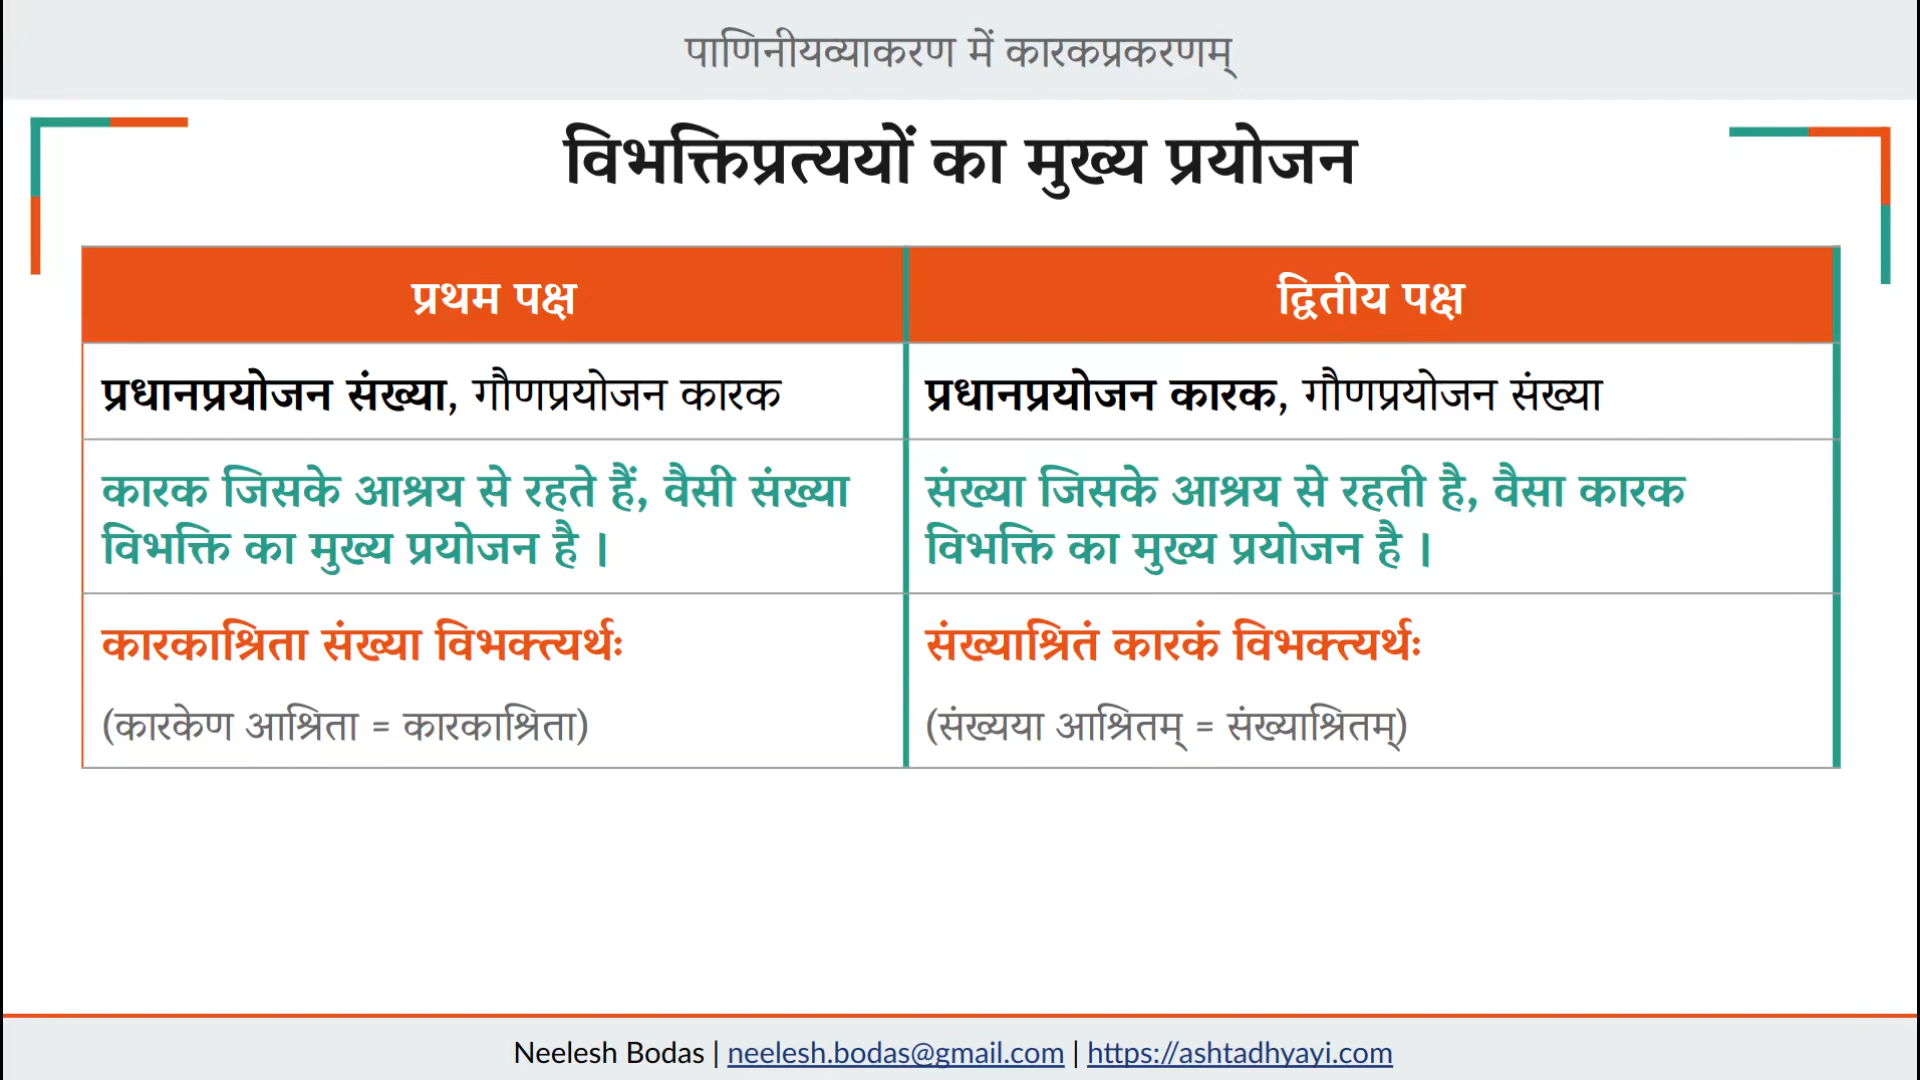 पाणिनीयव्याकरण में कारकप्रकरणम्
विभक्तिप्रत्ययों का मुख्य प्रयोजन
प्रथम पक्ष
द्वितीय पक्ष
प्रधानप्रयोजन संख्या, गौणप्रयोजन कारक
प्रधानप्रयोजन कारक, गौणप्रयोजन संख्या
कारक जिसके आश्रय से रहते हैं, वैसी संख्या
विभक्ति का मुख्य प्रयोजन है ।
संख्या जिसके आश्रय से रहती है, वैसा कारक
विभक्ति का मुख्य प्रयोजन है ।
कारकाश्रिता संख्या विभक्त्यर्थः
(कारकेण आश्रिता = कारकाश्रिता)
संख्याश्रितं कारकं विभक्त्यर्थः
(संख्यया आश्रितम् = संख्याश्रितम्)
Neelesh Bodas | neelesh.bodas@gmail.com | https://ashtadhyayi.com